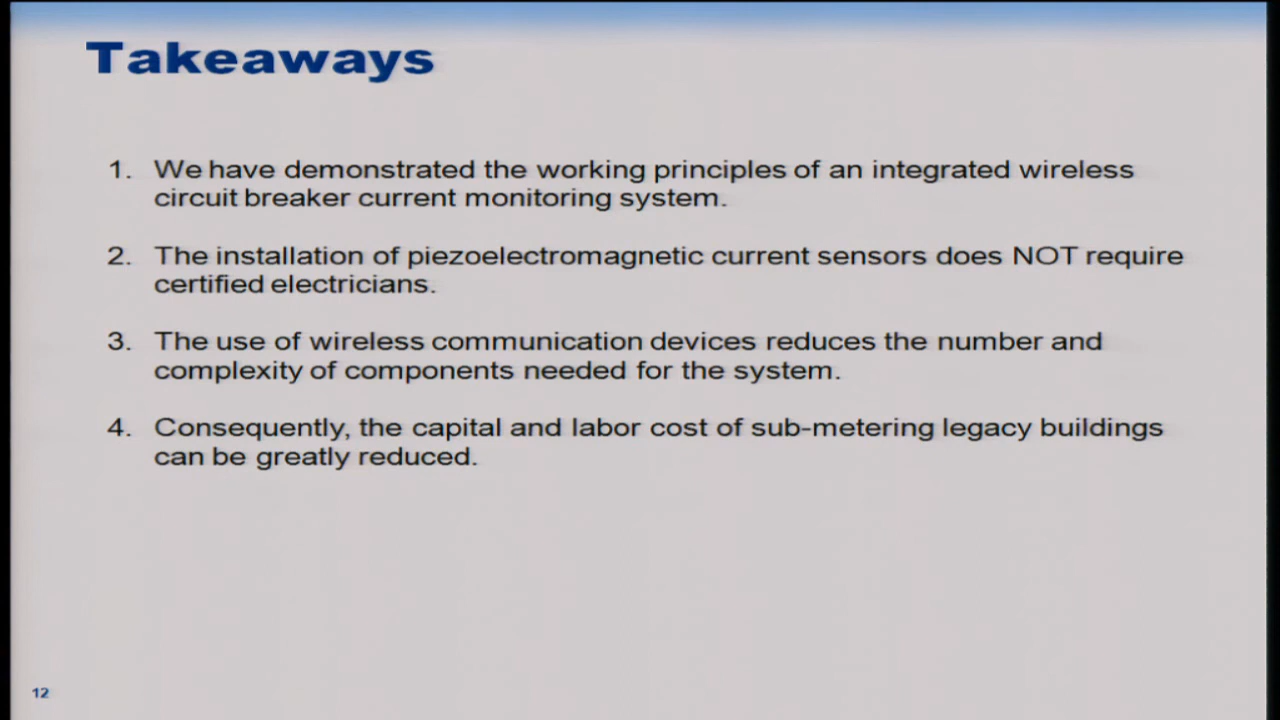 Takeaways
1. We have demonstrated the working principles of an integrated wireless
circuit breaker current monitoring system.
2. The installation of piezoelectromagnetic current sensors does NOT require
certified electricians.
3. The use of wireless communication devices reduces the number and
complexity of components needed for the system.
4. Consequently, the capital and labor cost of sub-metering legacy buildings
can be greatly reduced.
12